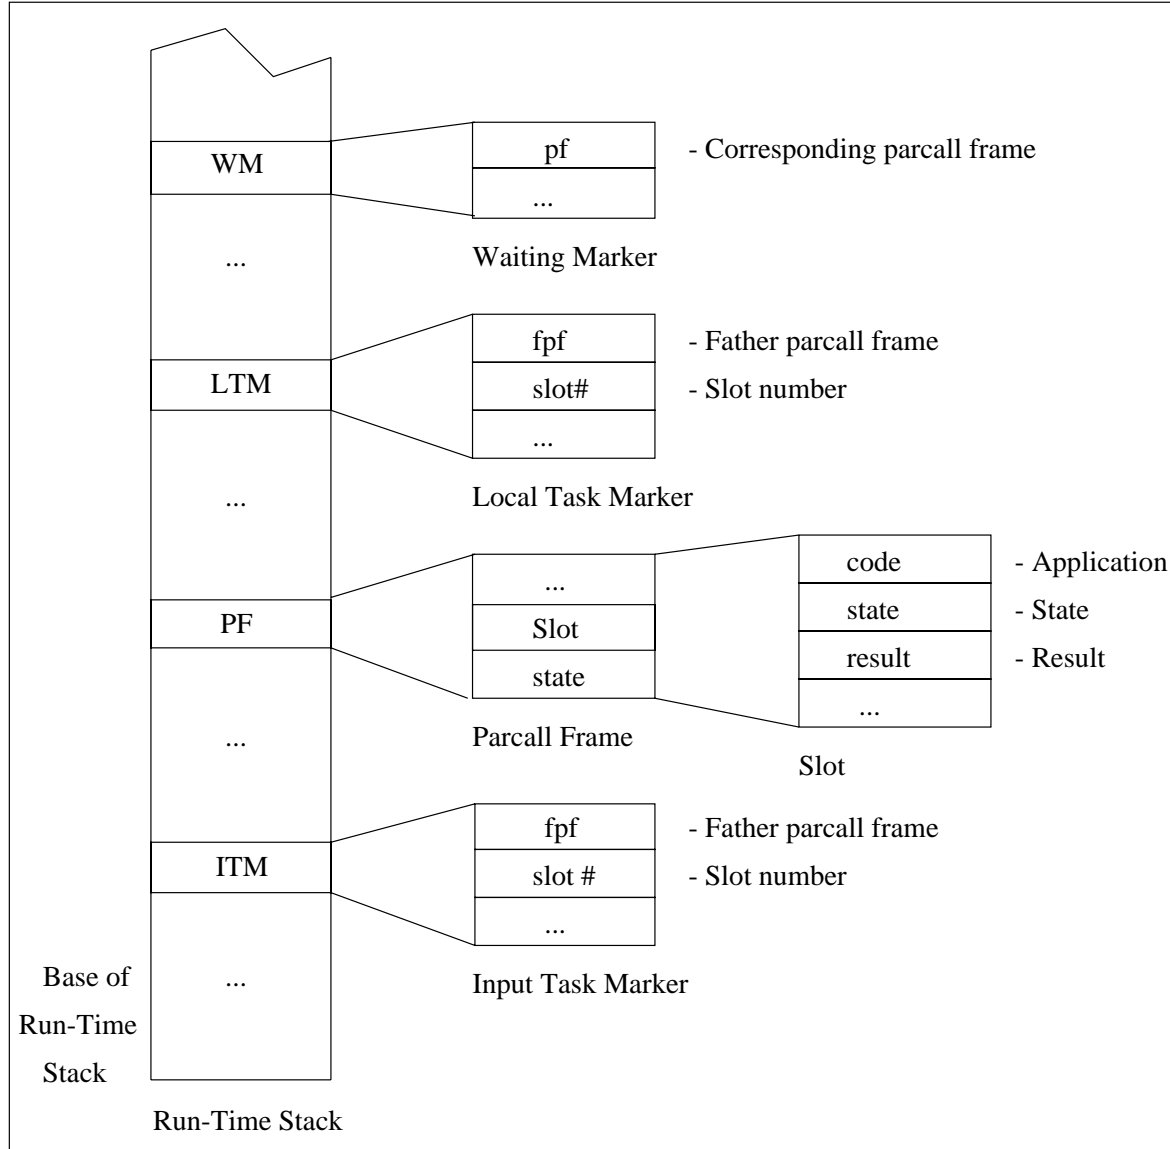 WM
pf
- Corresponding parcall frame
...
Waiting Marker
...
fpf
- Father parcall frame
LTM
slot#
- Slot number
...
Local Task Marker
...
code
- Application
...
state
- State
PF
Slot
result
- Result
state
...
Parcall Frame
Slot
...
fpf
- Father parcall frame
ITM
slot #
- Slot number
...
Input Task Marker
Base of
Run-Time
Stack
...
Run-Time Stack